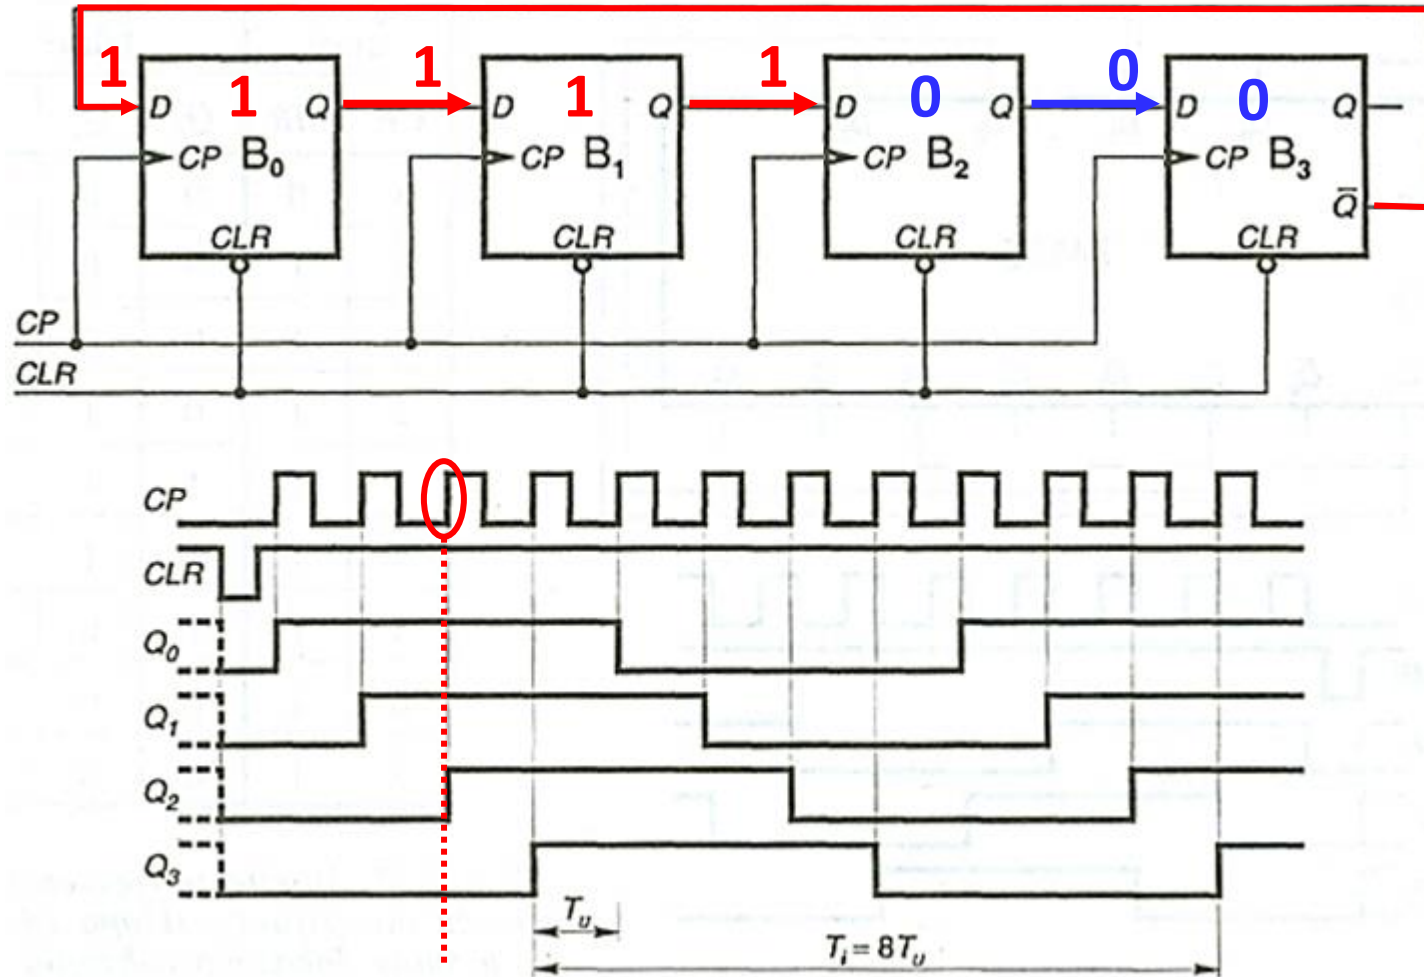 1 1 1 1 1 0 0 0
D Q D Q D Q D Q
CP B₀ CP B₁ CP B₂ CP B₃
Q̅
CLR CLR CLR CLR
CP
CLR
CP
CLR
Q₀
Q₁
Q₂
Q₃
Tᵤ
Tᵢ = 8Tᵤ